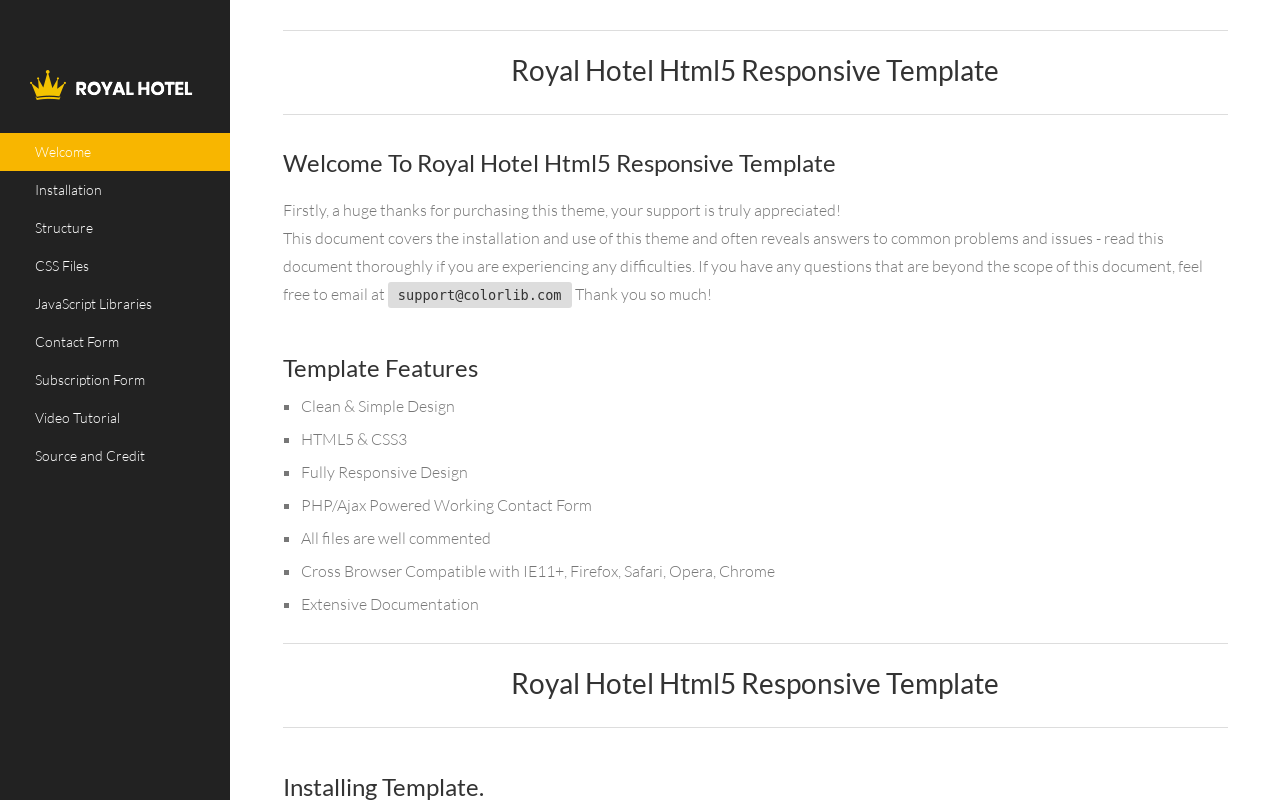 ROYAL HOTEL
Welcome
Installation
Structure
CSS Files
JavaScript Libraries
Contact Form
Subscription Form
Video Tutorial
Source and Credit
Royal Hotel Html5 Responsive Template
Welcome To Royal Hotel Html5 Responsive Template
Firstly, a huge thanks for purchasing this theme, your support is truly appreciated!
This document covers the installation and use of this theme and often reveals answers to common problems and issues - read this
document thoroughly if you are experiencing any difficulties. If you have any questions that are beyond the scope of this document, feel
free to email at support@colorlib.com Thank you so much!
Template Features
Clean & Simple Design
HTML5 & CSS3
Fully Responsive Design
PHP/Ajax Powered Working Contact Form
All files are well commented
Cross Browser Compatible with IE11+, Firefox, Safari, Opera, Chrome
Extensive Documentation
Royal Hotel Html5 Responsive Template
Installing Template.